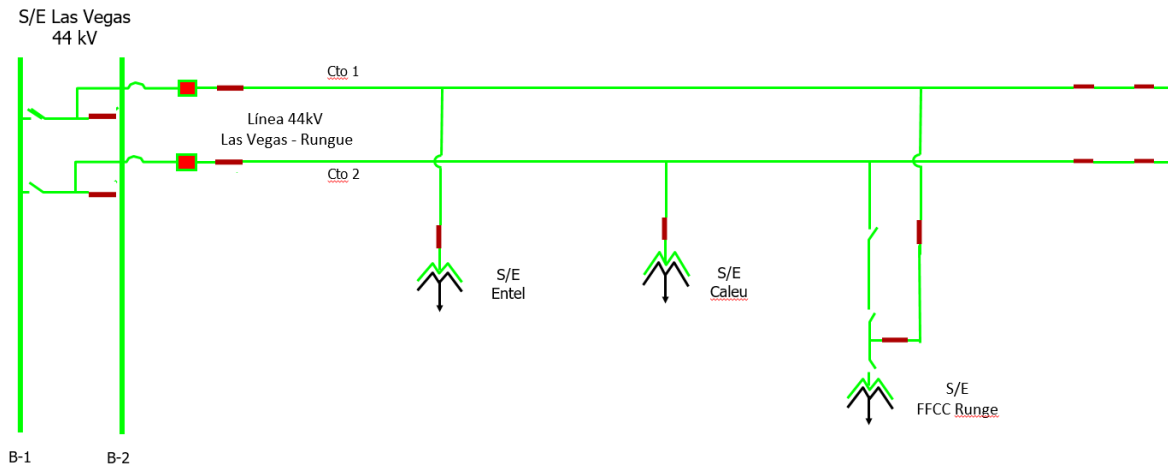 S/E Las Vegas
44 kV
Cto 1
Línea 44kV
Las Vegas - Rungue
Cto 2
S/E
Entel
S/E
Caleu
S/E
FFCC Runge
B-1
B-2